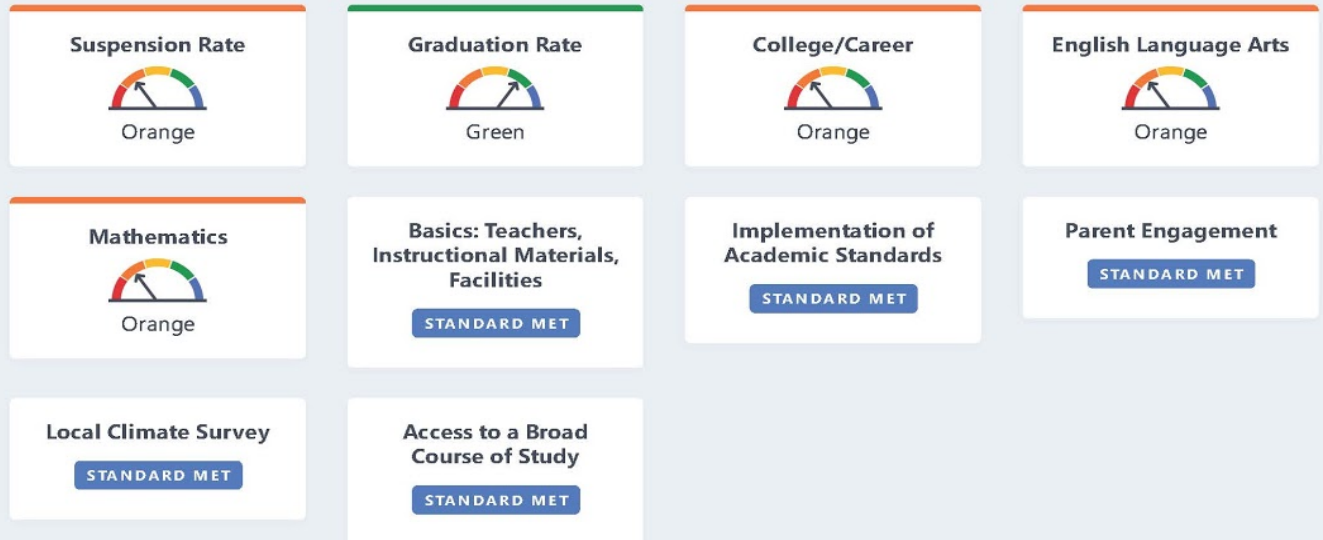 Suspension Rate
Orange
Graduation Rate
Green
College/Career
Orange
English Language Arts
Orange
Mathematics
Orange
Basics: Teachers,
Instructional Materials,
Facilities
STANDARD MET
Implementation of
Academic Standards
STANDARD MET
Parent Engagement
STANDARD MET
Local Climate Survey
STANDARD MET
Access to a Broad
Course of Study
STANDARD MET